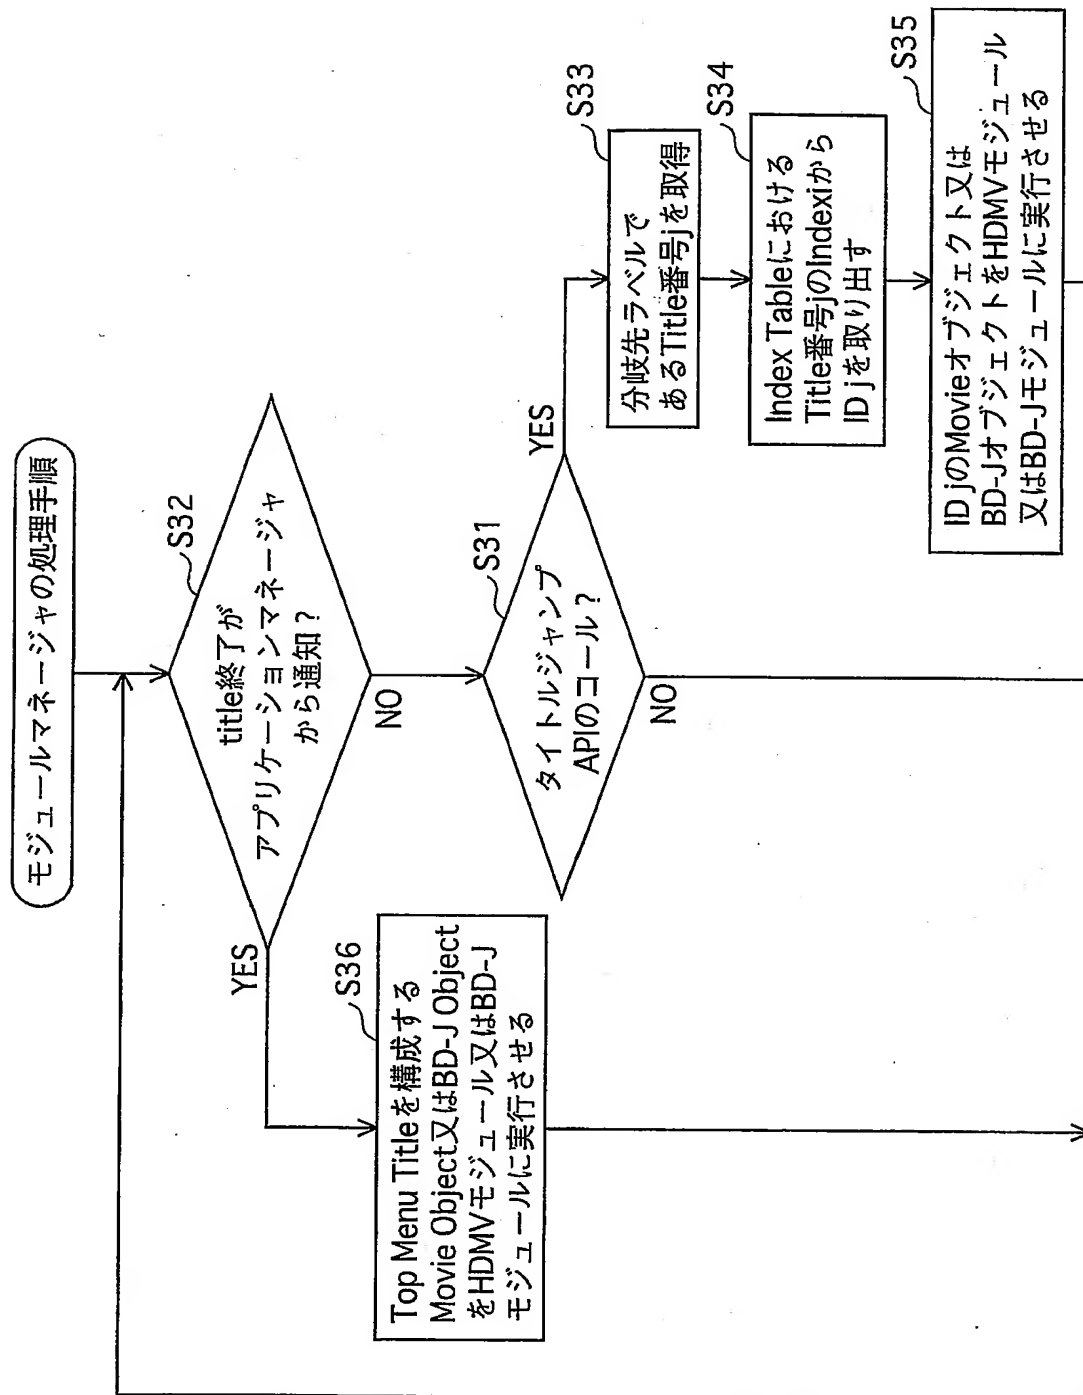 モジュールマネージャの処理手順
S32
title終了が
アプリケーションマネージャ
から通知？
YES
NO
S36
Top Menu Titleを構成する
Movie Object又はBD-J Object
をHDMVモジュール又はBD-J
モジュールに実行させる
S31
タイトルジャンプ
APIのコール？
YES
NO
S33
分岐先ラベルで
あるTitle番号jを取得
S34
Index Tableにおける
Title番号jのIndexiから
ID jを取り出す
S35
ID jのMovieオブジェクト又は
BD-JオブジェクトをHDMVモジュール
又はBD-Jモジュールに実行させる